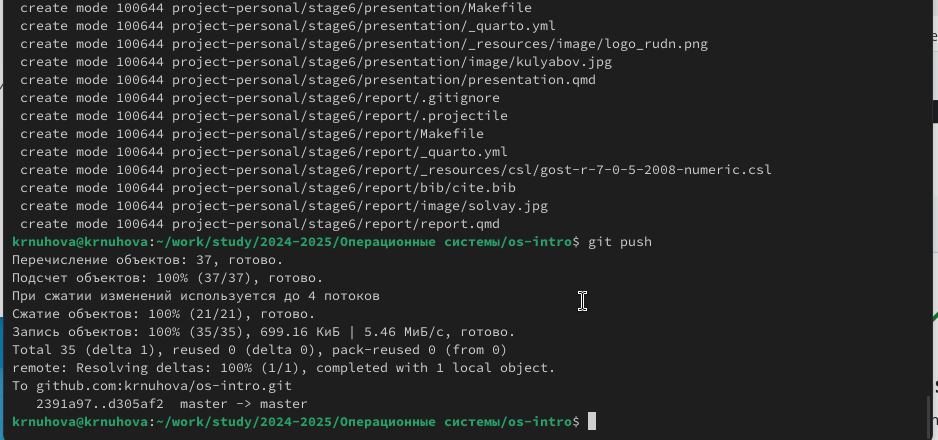 create mode 100644 project-personal/stage6/presentation/Makefile
create mode 100644 project-personal/stage6/presentation/_quarto.yml
create mode 100644 project-personal/stage6/presentation/_resources/image/logo_rudn.png
create mode 100644 project-personal/stage6/presentation/image/kulyabov.jpg
create mode 100644 project-personal/stage6/presentation/presentation.qmd
create mode 100644 project-personal/stage6/report/.gitignore
create mode 100644 project-personal/stage6/report/.projectile
create mode 100644 project-personal/stage6/report/Makefile
create mode 100644 project-personal/stage6/report/_quarto.yml
create mode 100644 project-personal/stage6/report/_resources/csl/gost-r-7-0-5-2008-numeric.csl
create mode 100644 project-personal/stage6/report/bib/cite.bib
create mode 100644 project-personal/stage6/report/image/solvay.jpg
create mode 100644 project-personal/stage6/report/report.qmd
krnuhova@krnuhova:~/work/study/2024-2025/Операционные системы/os-intro$ git push
Перечисление объектов: 37, готово.
Подсчет объектов: 100% (37/37), готово.
При сжатии изменений используется до 4 потоков
Сжатие объектов: 100% (21/21), готово.
Запись объектов: 100% (35/35), 699.16 КиБ | 5.46 МиБ/с, готово.
Total 35 (delta 1), reused 0 (delta 0), pack-reused 0 (from 0)
remote: Resolving deltas: 100% (1/1), completed with 1 local object.
To github.com:krnuhova/os-intro.git
2391a97..d305af2  master -> master
krnuhova@krnuhova:~/work/study/2024-2025/Операционные системы/os-intro$